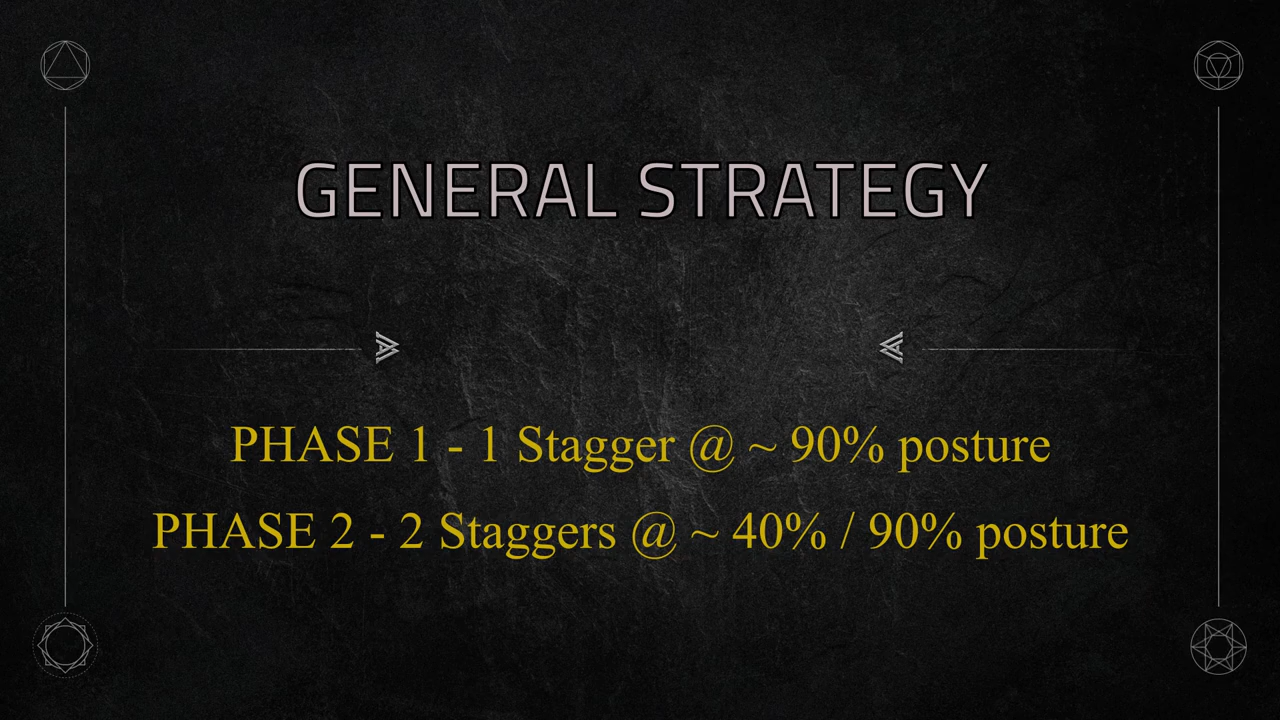 GENERAL STRATEGY
PHASE 1 - 1 Stagger @ ~ 90% posture
PHASE 2 - 2 Staggers @ ~ 40% / 90% posture